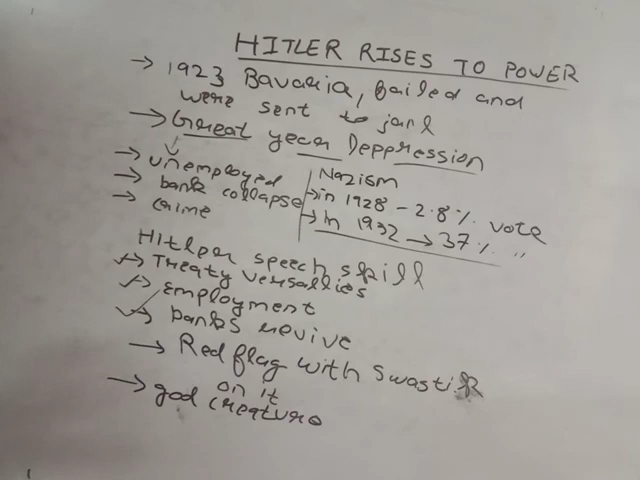 HITLER RISES TO POWER
→ 1923 Bavaria, failed and
were sent to jarl
→ Great year Deppression
→ unemployed
→ bank collapse
→ crime
Nazism
→ in 1928 - 2.8% vote
→ In 1932 → 37% "
Hitler speech skill
→ Treaty versallies
→ Employment
→ banks revive
→ Red flag with swastik
on it
→ god creature